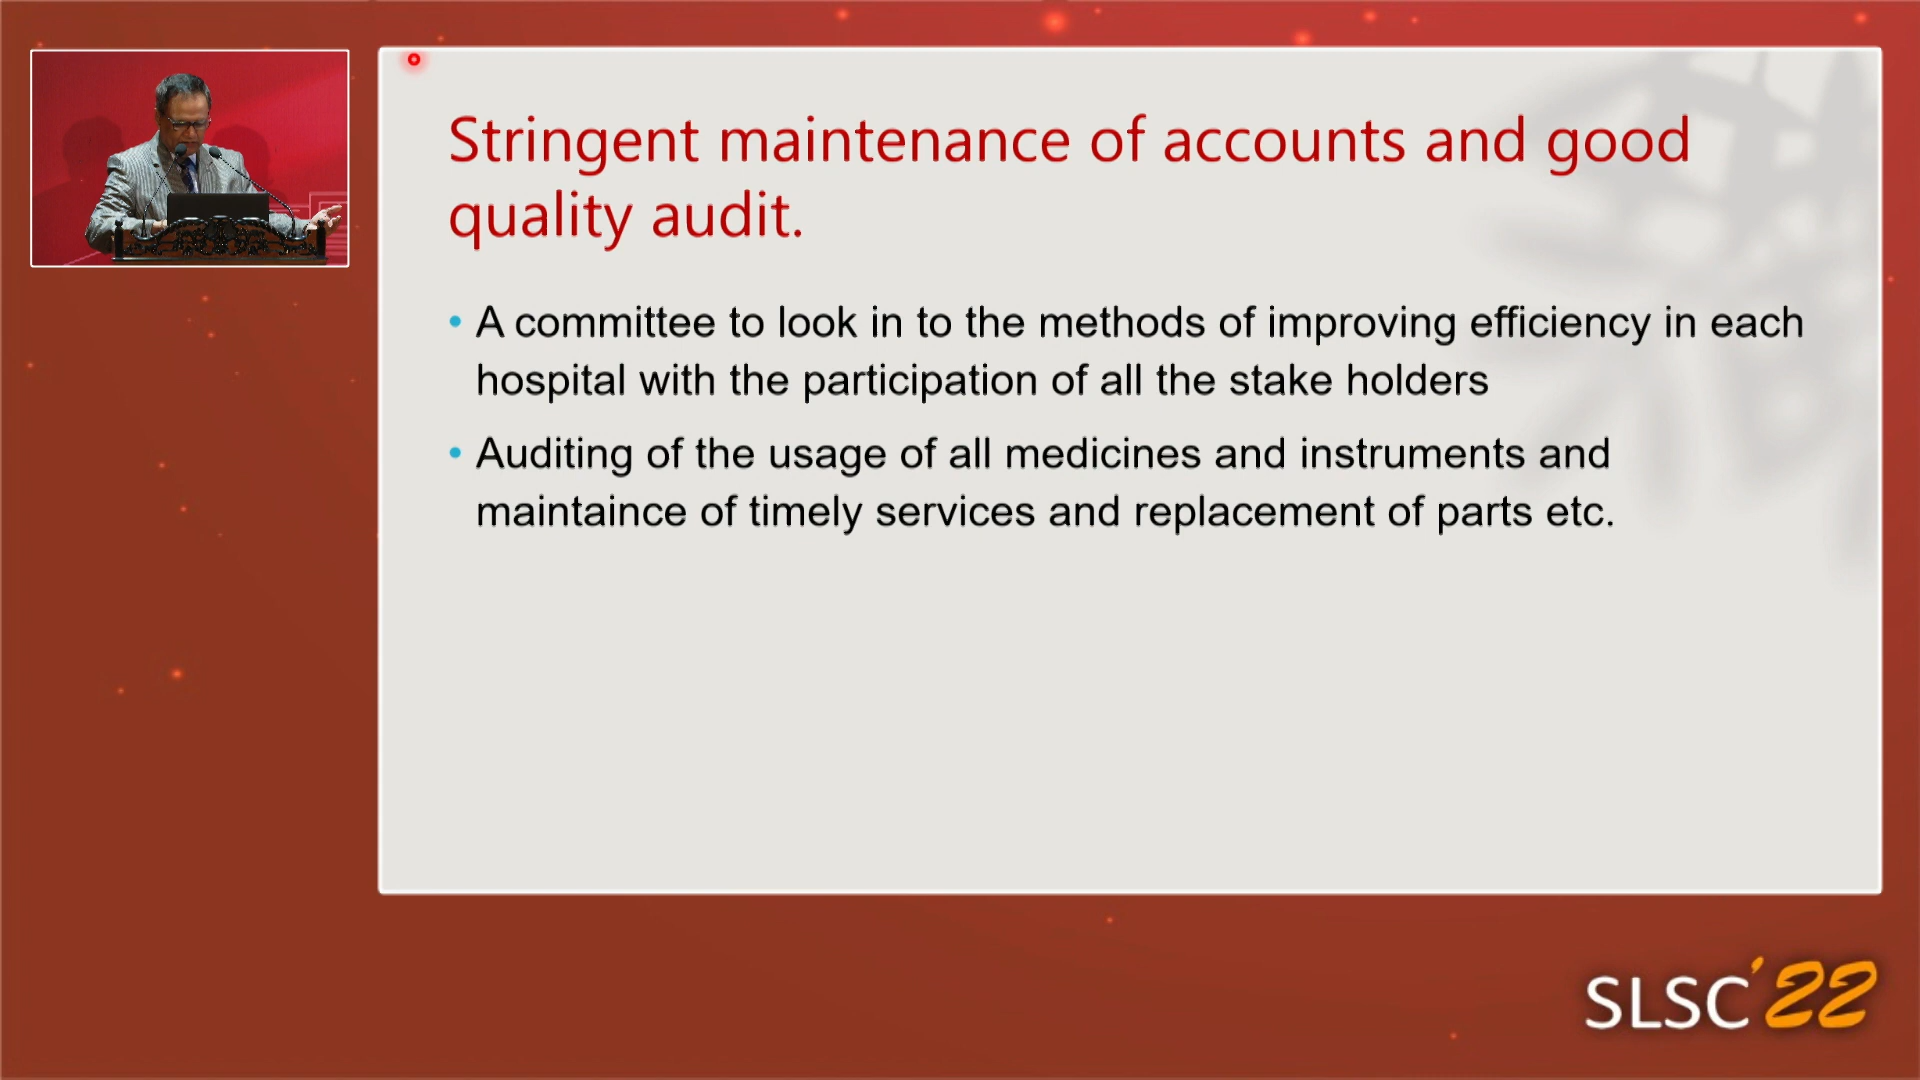 Stringent maintenance of accounts and good
quality audit.
• A committee to look in to the methods of improving efficiency in each
hospital with the participation of all the stake holders
• Auditing of the usage of all medicines and instruments and
maintaince of timely services and replacement of parts etc.
SLSC'22